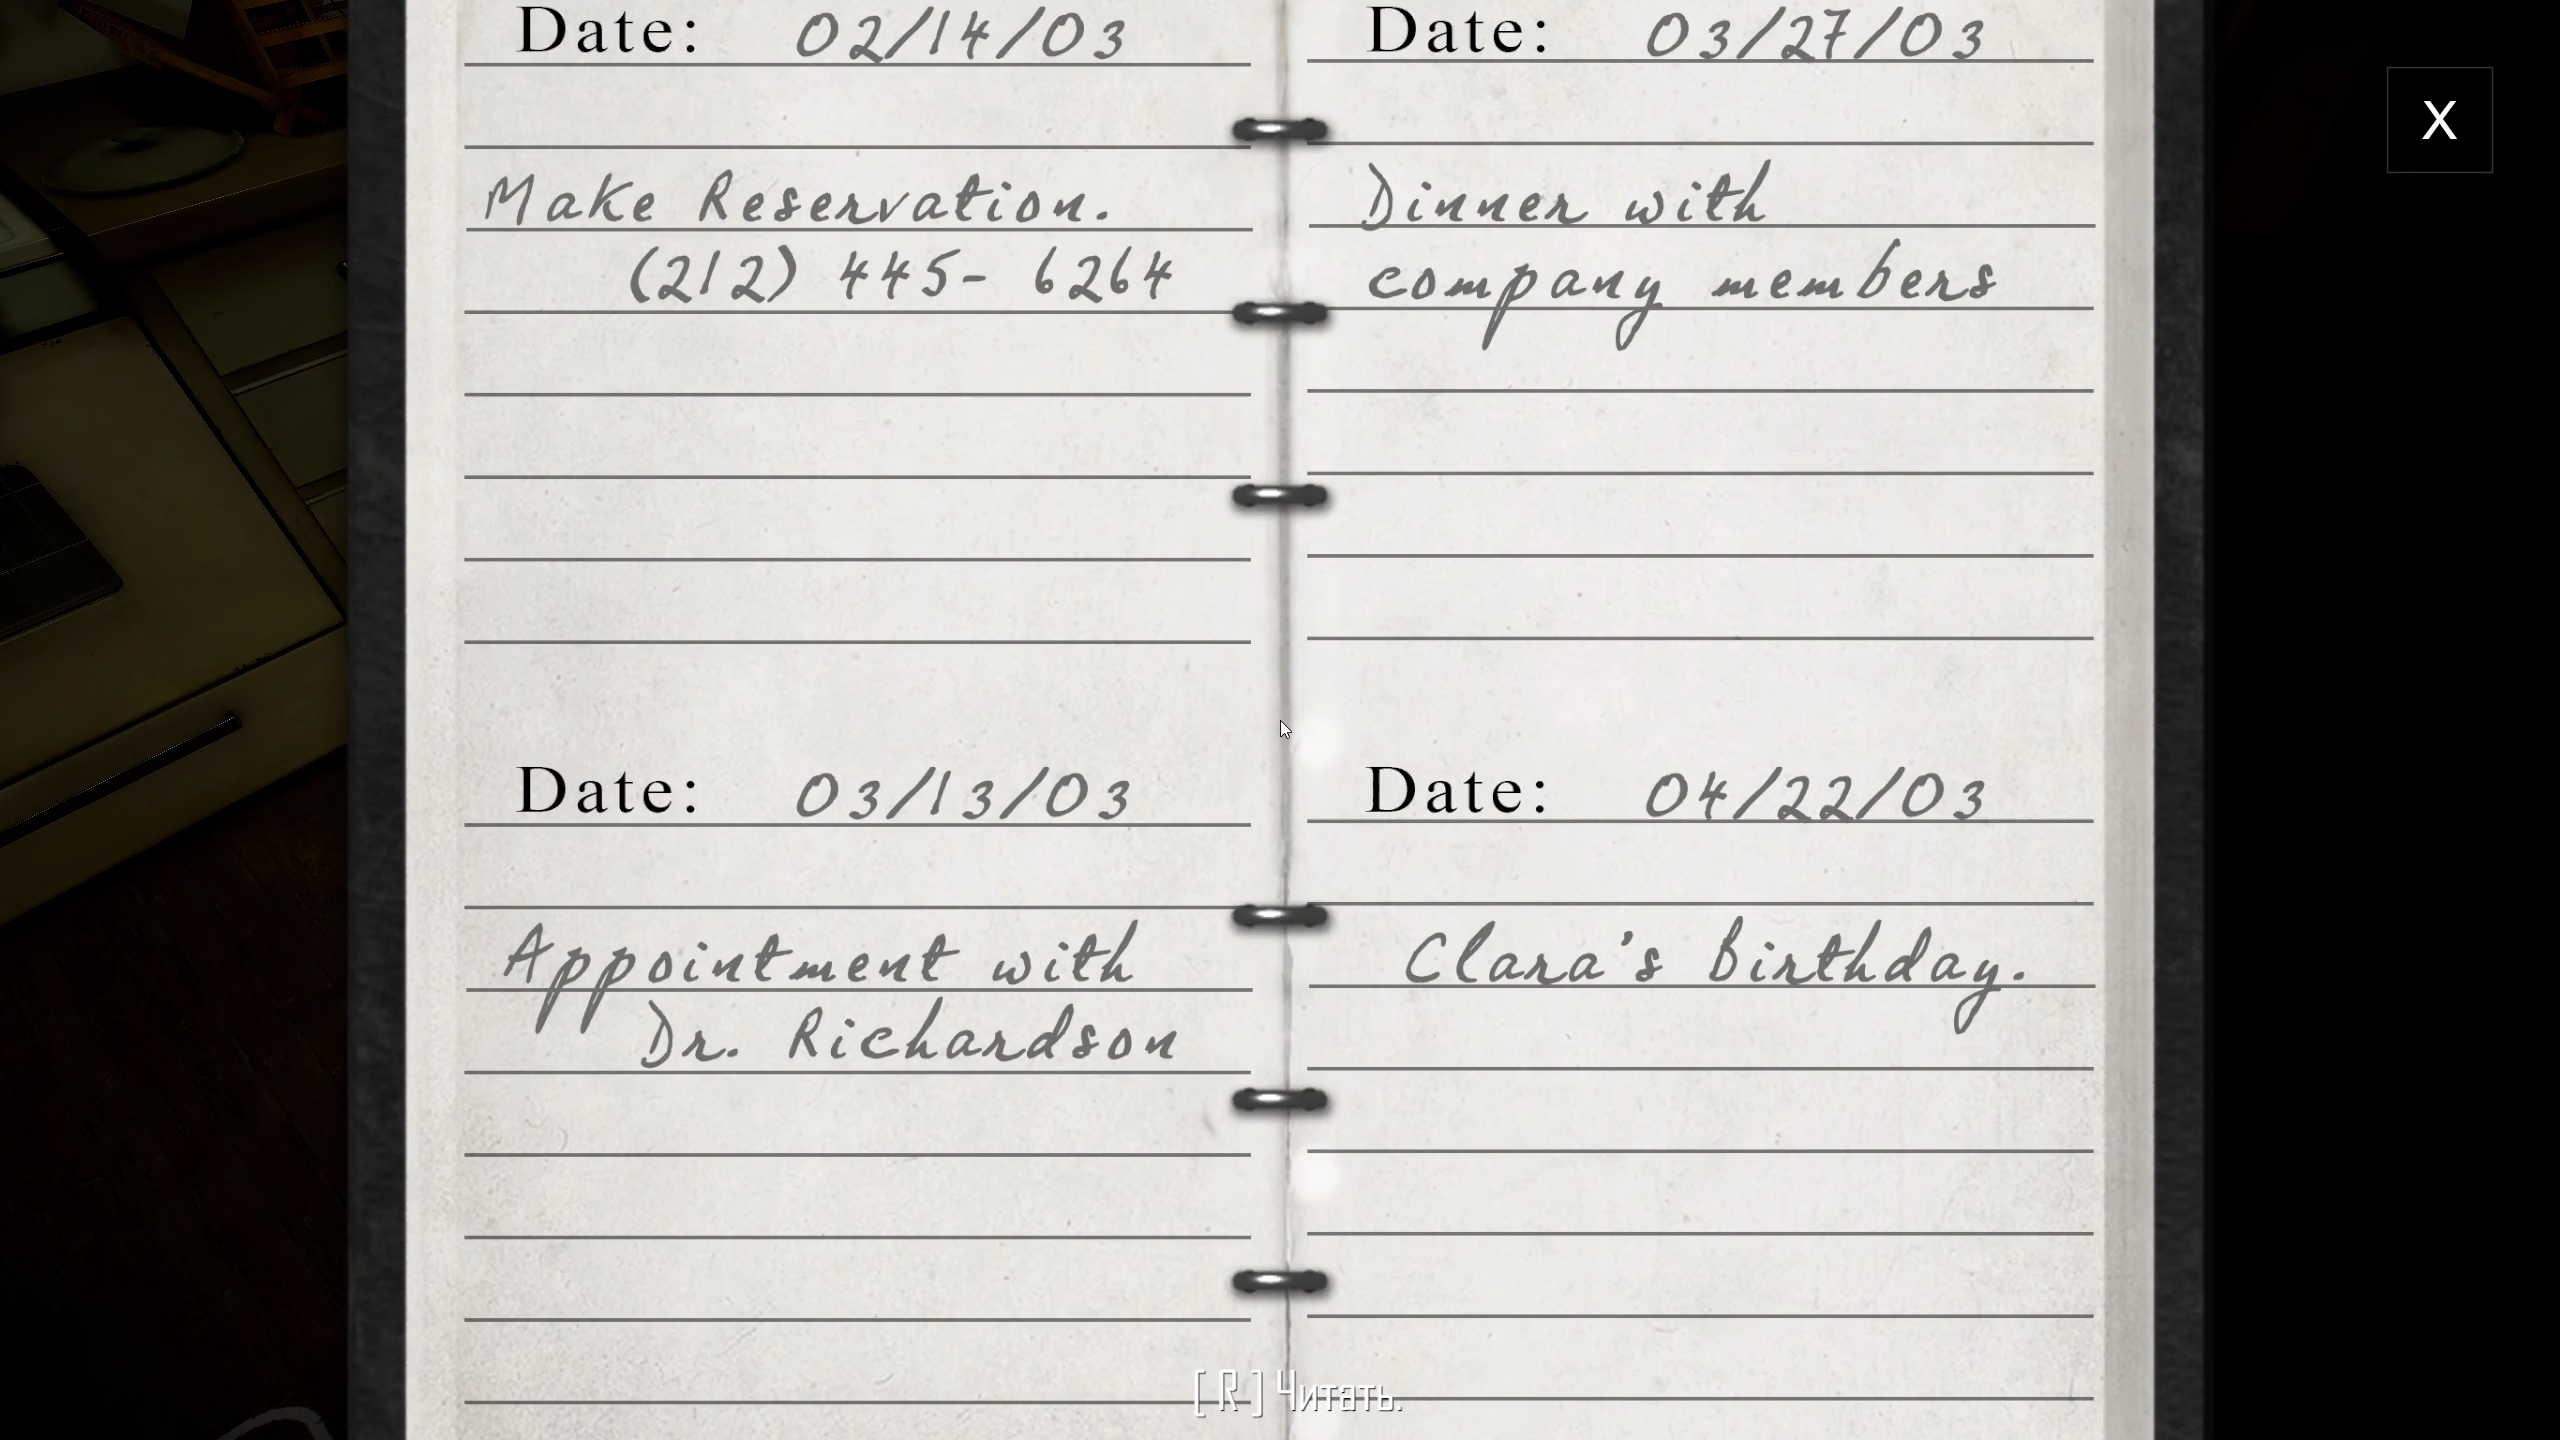 Date: 02/14/03
Make Reservation.
(212) 445- 6264
Date: 03/13/03
Appointment with
Dr. Richardson
Date: 03/27/03
Dinner with
company members
Date: 04/22/03
Clara's birthday.
X
[ R ] Читать.